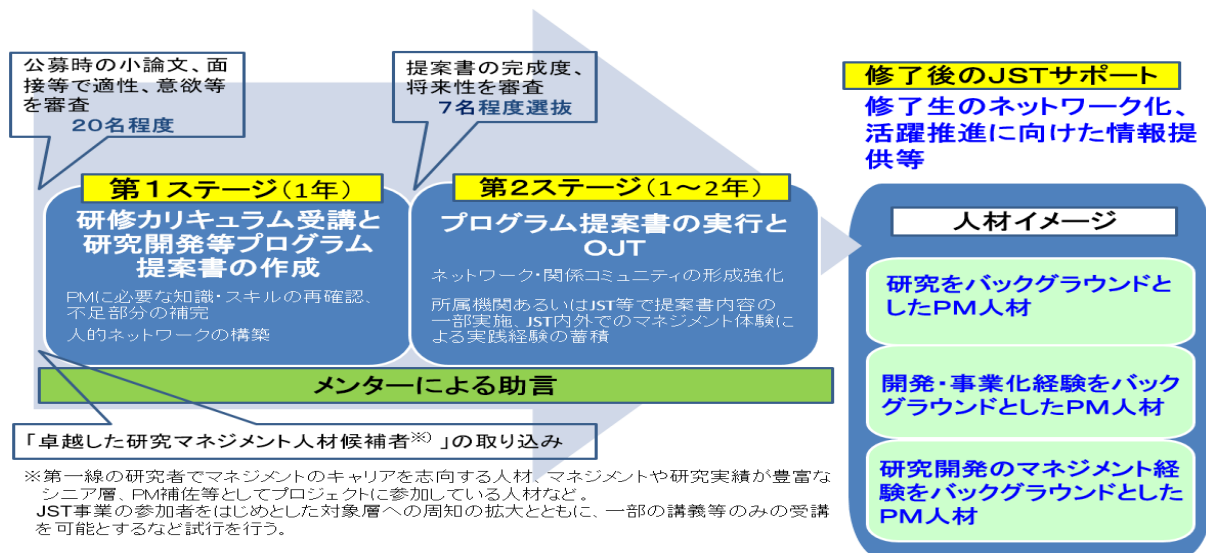 公募時の小論文、面
接等で適性、意欲等
を審査
20名程度
提案書の完成度、
将来性を審査
7名程度選抜
修了後のJSTサポート
修了生のネットワーク化、
活躍推進に向けた情報提
供等
第1ステージ(1年)
研修カリキュラム受講と
研究開発等プログラム
提案書の作成
PMに必要な知識・スキルの再確認、
不足部分の補完
人的ネットワークの構築
第2ステージ(1～2年)
プログラム提案書の実行と
OJT
ネットワーク・関係コミュニティの形成強化
所属機関あるいはJST等で提案書内容の
一部実施、JST内外でのマネジメント体験に
よる実践経験の蓄積
メンターによる助言
人材イメージ
研究をバックグラウンドと
したPM人材
開発・事業化経験をバック
グラウンドとしたPM人材
研究開発のマネジメント経
験をバックグラウンドとした
PM人材
「卓越した研究マネジメント人材候補者※)」の取り込み
※第一線の研究者でマネジメントのキャリアを志向する人材、マネジメントや研究実績が豊富な
シニア層、PM補佐等としてプロジェクトに参加している人材など。
JST事業の参加者をはじめとした対象層への周知の拡大とともに、一部の講義等のみの受講
を可能とするなど試行を行う。